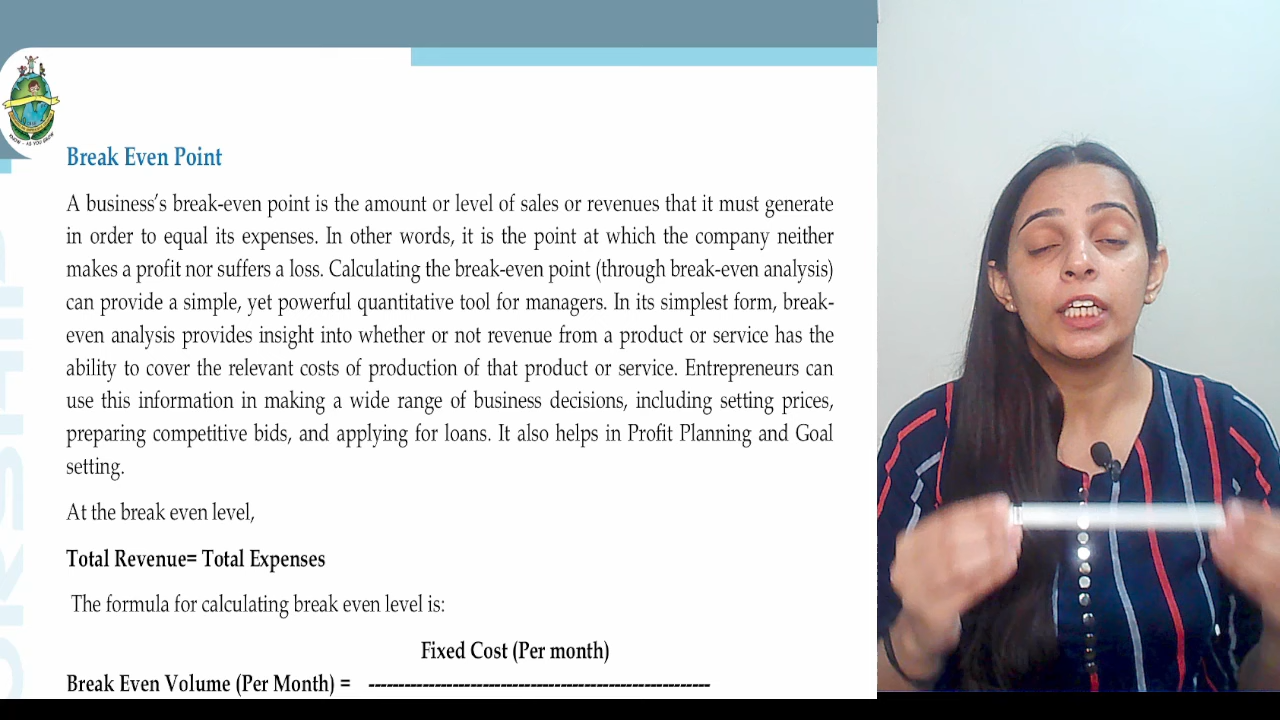 Break Even Point
A business's break-even point is the amount or level of sales or revenues that it must generate
in order to equal its expenses. In other words, it is the point at which the company neither
makes a profit nor suffers a loss. Calculating the break-even point (through break-even analysis)
can provide a simple, yet powerful quantitative tool for managers. In its simplest form, break-
even analysis provides insight into whether or not revenue from a product or service has the
ability to cover the relevant costs of production of that product or service. Entrepreneurs can
use this information in making a wide range of business decisions, including setting prices,
preparing competitive bids, and applying for loans. It also helps in Profit Planning and Goal
setting.
At the break even level,
Total Revenue= Total Expenses
The formula for calculating break even level is:
Fixed Cost (Per month)
Break Even Volume (Per Month) = ----------------------------------------------------------